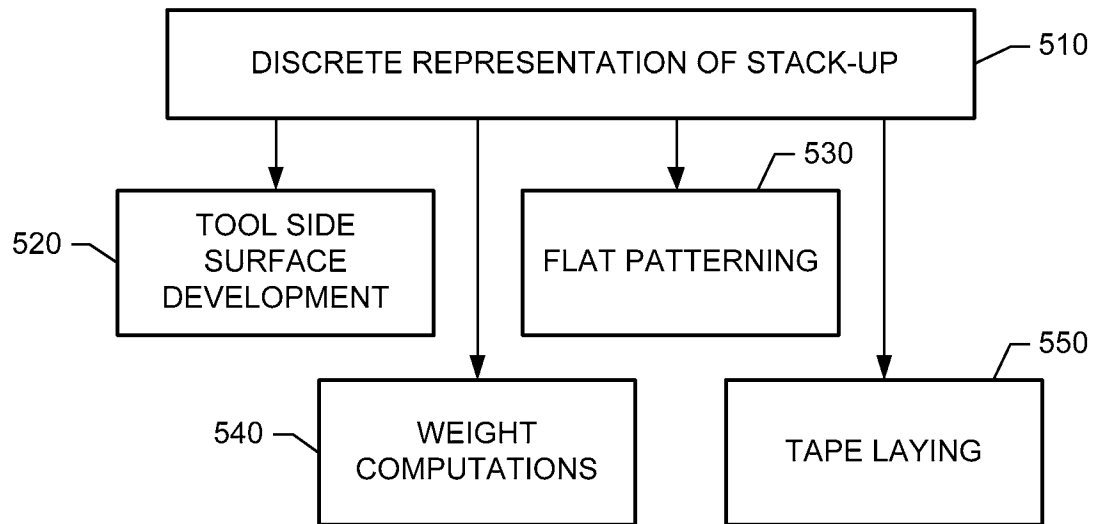 DISCRETE REPRESENTATION OF STACK-UP
510
530
520
TOOL SIDE
SURFACE
DEVELOPMENT
FLAT PATTERNING
550
540
WEIGHT
COMPUTATIONS
TAPE LAYING